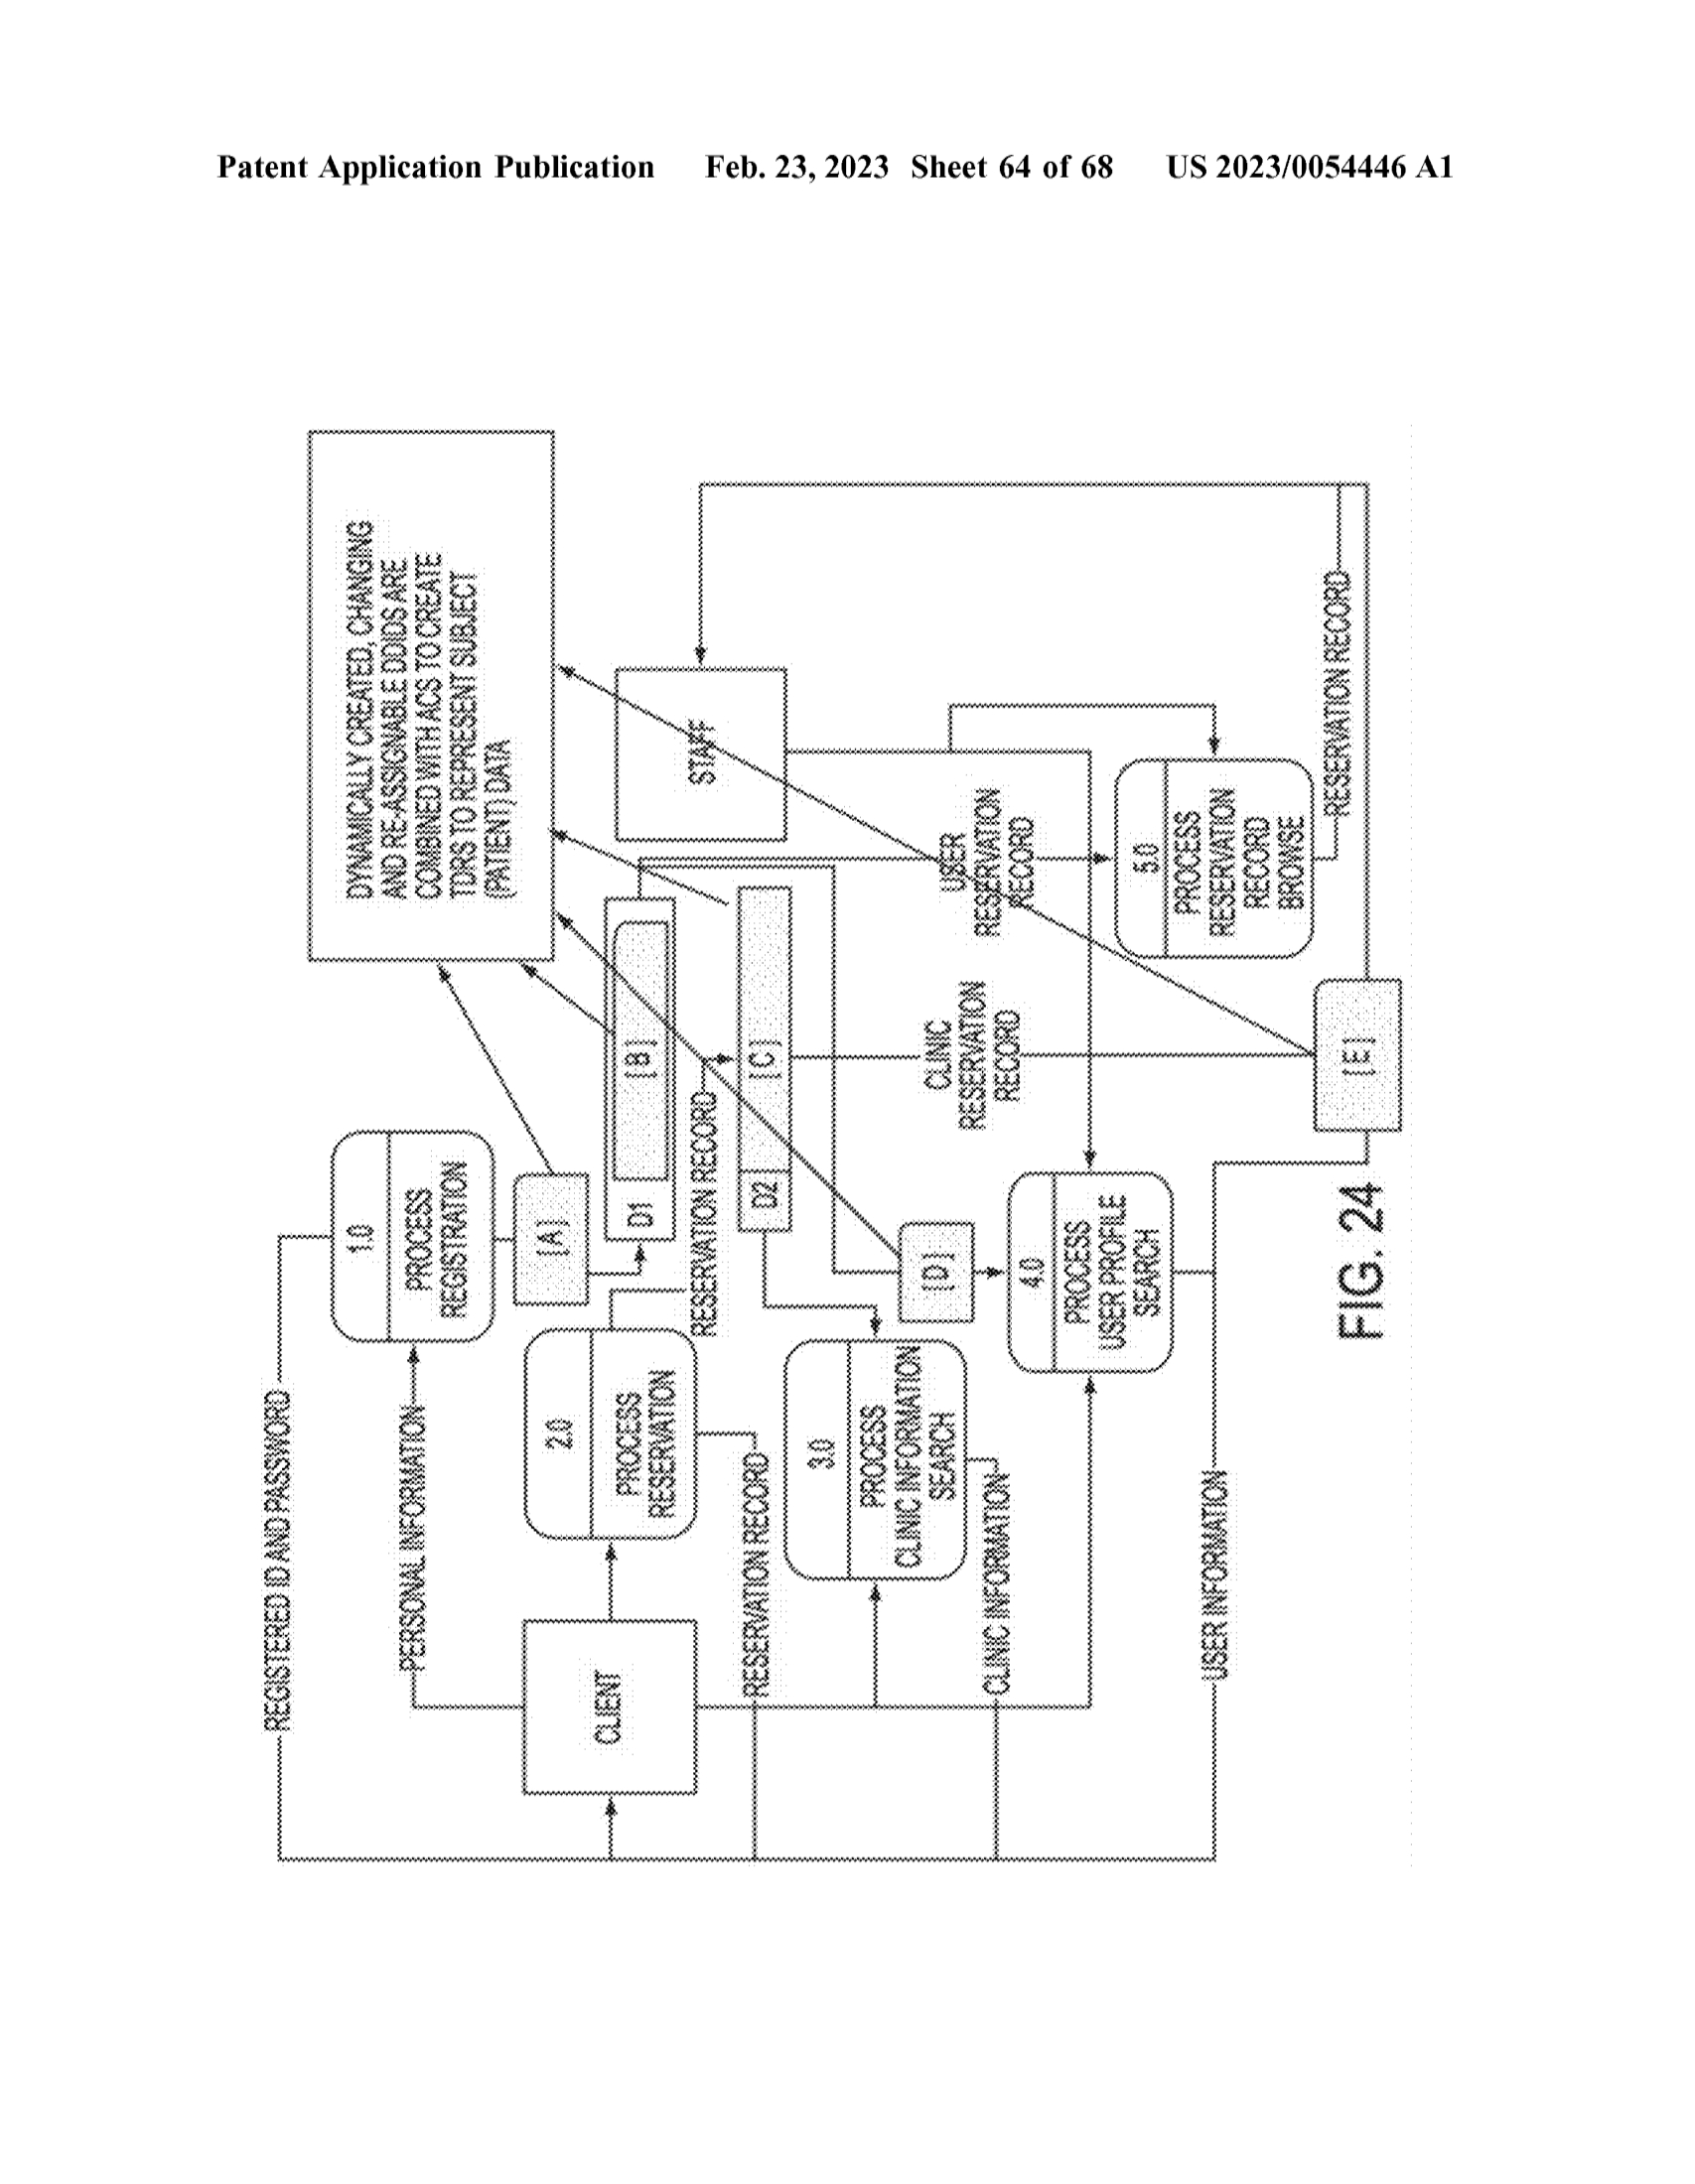 Patent Application Publication Feb. 23, 2023 Sheet 64 of 68 US 2023/0054446 A1
DYNAMICALLY CREATED, CHANGING
AND RE-ASSIGNABLE DDIDS ARE
COMBINED WITH ACS TO CREATE
TDRS TO REPRESENT SUBJECT
(PATIENT) DATA
REGISTERED ID AND PASSWORD
1.0
PROCESS
REGISTRATION
PERSONAL INFORMATION
[A]
D1
[B]
STAFF
CLIENT
2.0
PROCESS
RESERVATION
RESERVATION RECORD
D2
[C]
RESERVATION RECORD
3.0
PROCESS
CLINIC INFORMATION
SEARCH
CLINIC INFORMATION
[D]
CLINIC
RESERVATION
RECORD
USER
RESERVATION
RECORD
4.0
PROCESS
USER PROFILE
SEARCH
5.0
PROCESS
RESERVATION
RECORD
BROWSE
USER INFORMATION
RESERVATION RECORD
[E]
FIG. 24